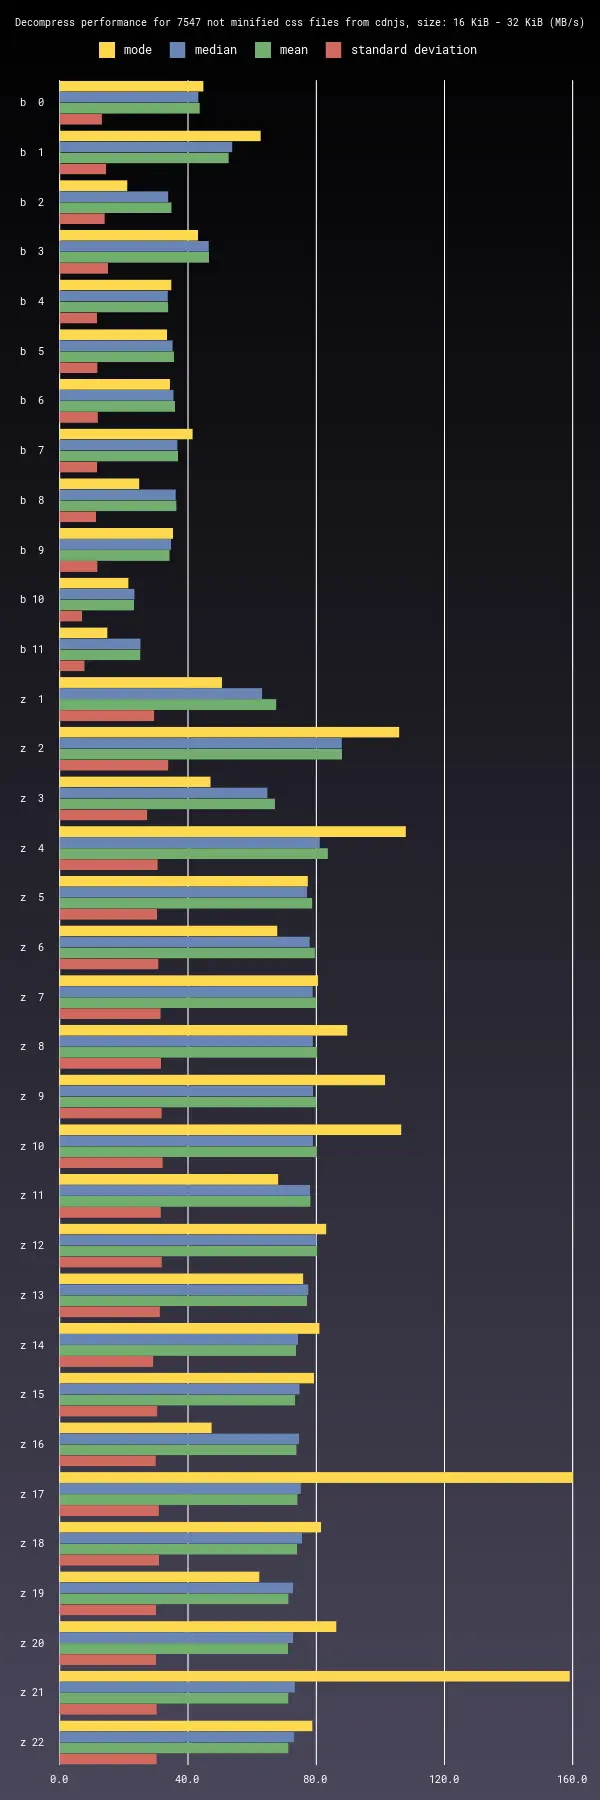 Decompress performance for 7547 not minified css files from cdnjs, size: 16 KiB - 32 KiB (MB/s)
mode median mean standard deviation
b 0
b 1
b 2
b 3
b 4
b 5
b 6
b 7
b 8
b 9
b 10
b 11
z 1
z 2
z 3
z 4
z 5
z 6
z 7
z 8
z 9
z 10
z 11
z 12
z 13
z 14
z 15
z 16
z 17
z 18
z 19
z 20
z 21
z 22
0.0 40.0 80.0 120.0 160.0